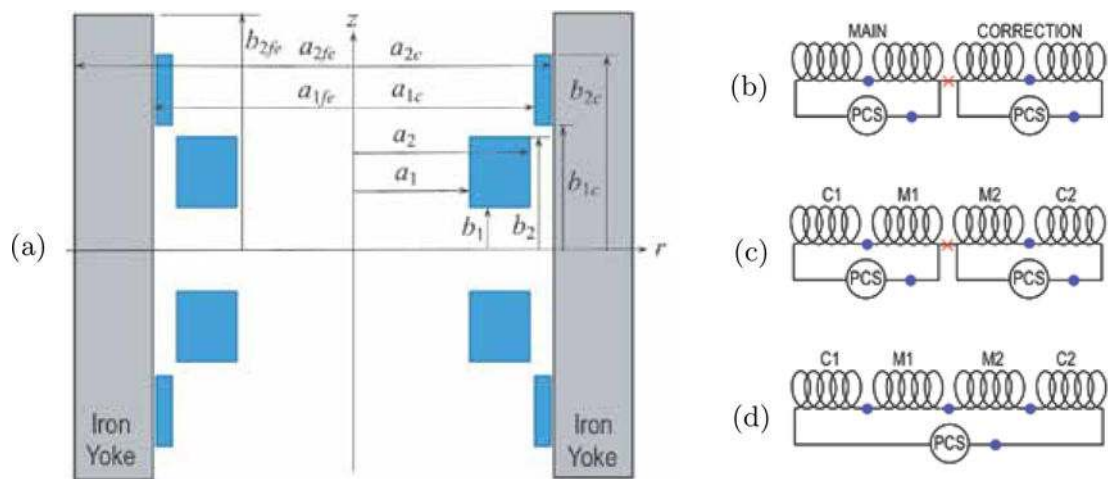 (a)
z
b2fe
a2fe
a2c
a1fe
a1c
b2c
a2
a1
b1c
b1
b2
r
Iron
Yoke
Iron
Yoke
(b)
MAIN
CORRECTION
PCS
PCS
(c)
C1
M1
M2
C2
PCS
PCS
(d)
C1
M1
M2
C2
PCS